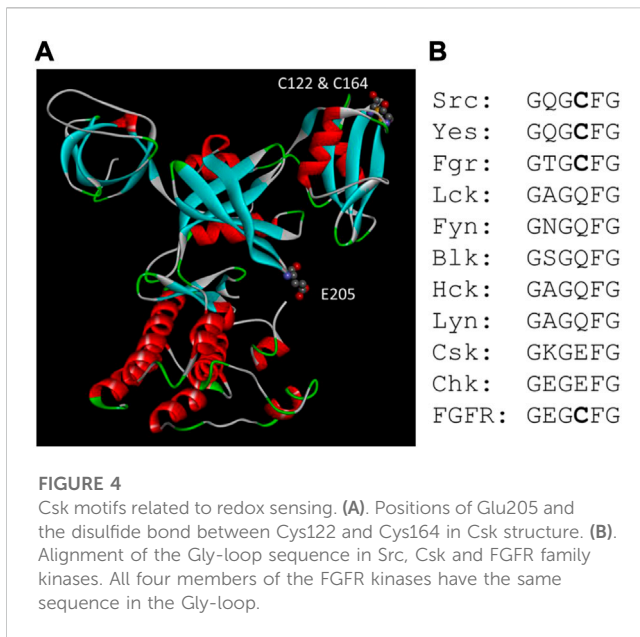 A
B
C122 & C164
E205
Src: GQGCFG
Yes: GQGCFG
Fgr: GTGCFG
Lck: GAGQFG
Fyn: GNGQFG
Blk: GSGQFG
Hck: GAGQFG
Lyn: GAGQFG
Csk: GKGEFG
Chk: GEGEFG
FGFR: GEGCFG
FIGURE 4
Csk motifs related to redox sensing. (A). Positions of Glu205 and
the disulfide bond between Cys122 and Cys164 in Csk structure. (B).
Alignment of the Gly-loop sequence in Src, Csk and FGFR family
kinases. All four members of the FGFR kinases have the same
sequence in the Gly-loop.